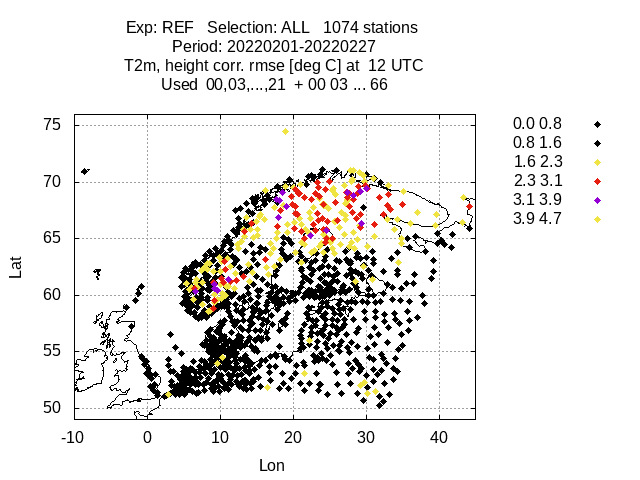 Exp: REF Selection: ALL 1074 stations
Period: 20220201-20220227
T2m, height corr. rmse [deg C] at 12 UTC
Used 00,03,...,21 + 00 03 ... 66
75
70
65
60
55
50
Lat
-10 0 10 20 30 40
Lon
0.0 0.8
0.8 1.6
1.6 2.3
2.3 3.1
3.1 3.9
3.9 4.7